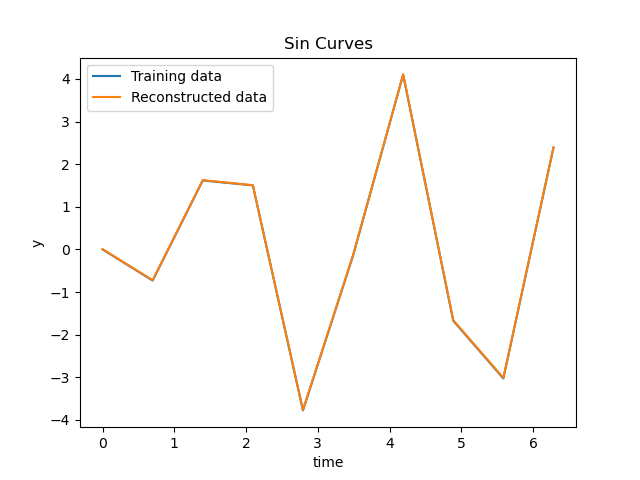 Sin Curves
Training data
Reconstructed data
4
3
2
1
0
−1
−2
−3
−4
y
0 1 2 3 4 5 6
time